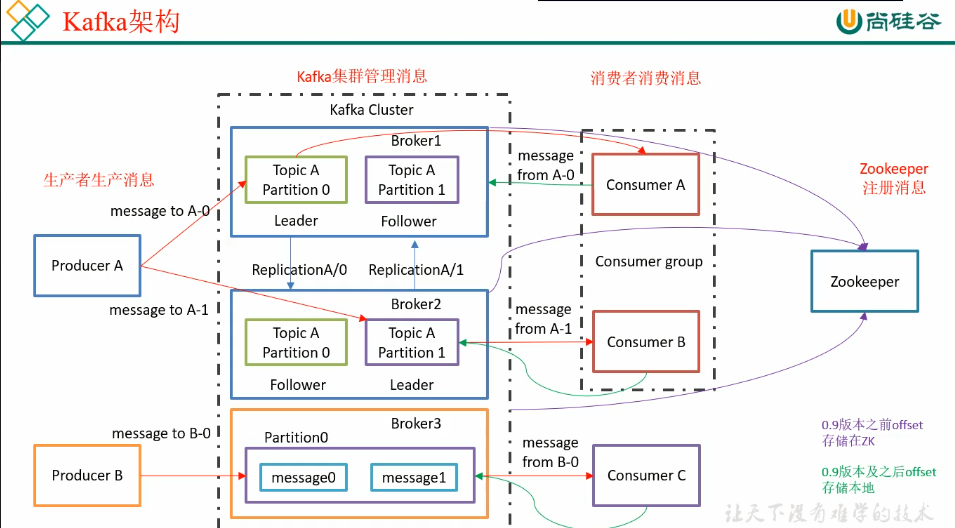 Kafka架构
尚硅谷
Kafka集群管理消息
消费者消费消息
Kafka Cluster
Broker1
生产者生产消息
Topic A
Partition 0
Topic A
Partition 1
message
from A-0
Consumer A
Zookeeper
注册消息
message to A-0
Leader
Follower
Producer A
ReplicationA/0
ReplicationA/1
Consumer group
Zookeeper
message to A-1
Broker2
Topic A
Partition 0
Topic A
Partition 1
message
from A-1
Consumer B
Follower
Leader
Broker3
message to B-0
Partition0
message
from B-0
0.9版本之前offset
存储在ZK
Producer B
message0
message1
Consumer C
0.9版本及之后offset
存储本地
让天下没有难学的技术